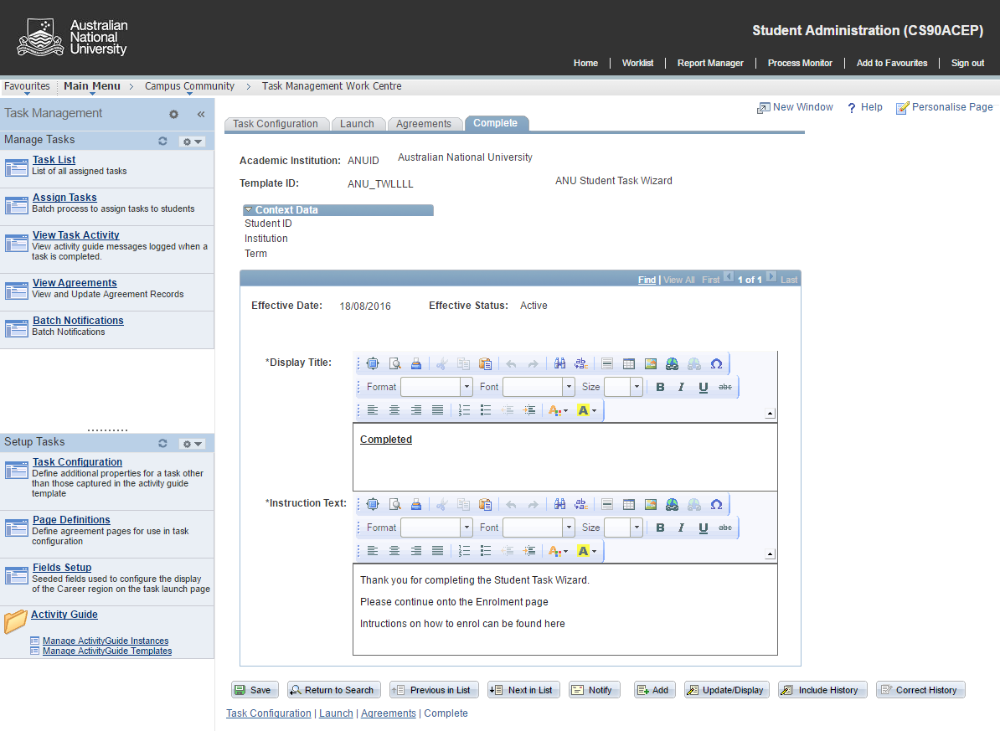 Australian
National
University
Student Administration (CS90ACEP)
Home | Worklist | Report Manager | Process Monitor | Add to Favourites | Sign out
Favourites Main Menu > Campus Community > Task Management Work Centre
New Window ? Help Personalise Page
Task Management «
Manage Tasks
Task List
List of all assigned tasks
Assign Tasks
Batch process to assign tasks to students
View Task Activity
View activity guide messages logged when a
task is completed.
View Agreements
View and Update Agreement Records
Batch Notifications
Batch Notifications
Setup Tasks
Task Configuration
Define additional properties for a task other
than those captured in the activity guide
template
Page Definitions
Define agreement pages for use in task
configuration
Fields Setup
Seeded fields used to configure the display
of the Career region on the task launch page
Activity Guide
Manage ActivityGuide Instances
Manage ActivityGuide Templates
Task Configuration Launch Agreements Complete
Academic Institution: ANUID Australian National University
Template ID: ANU_TWLLLL ANU Student Task Wizard
Context Data
Student ID
Institution
Term
Find | View All First 1 of 1 Last
Effective Date: 18/08/2016 Effective Status: Active
*Display Title:
Format Font Size B I U abc
A A
Completed
*Instruction Text:
Format Font Size B I U abc
A A
Thank you for completing the Student Task Wizard.
Please continue onto the Enrolment page
Intructions on how to enrol can be found here
Save Return to Search Previous in List Next in List Notify Add Update/Display Include History Correct History
Task Configuration | Launch | Agreements | Complete